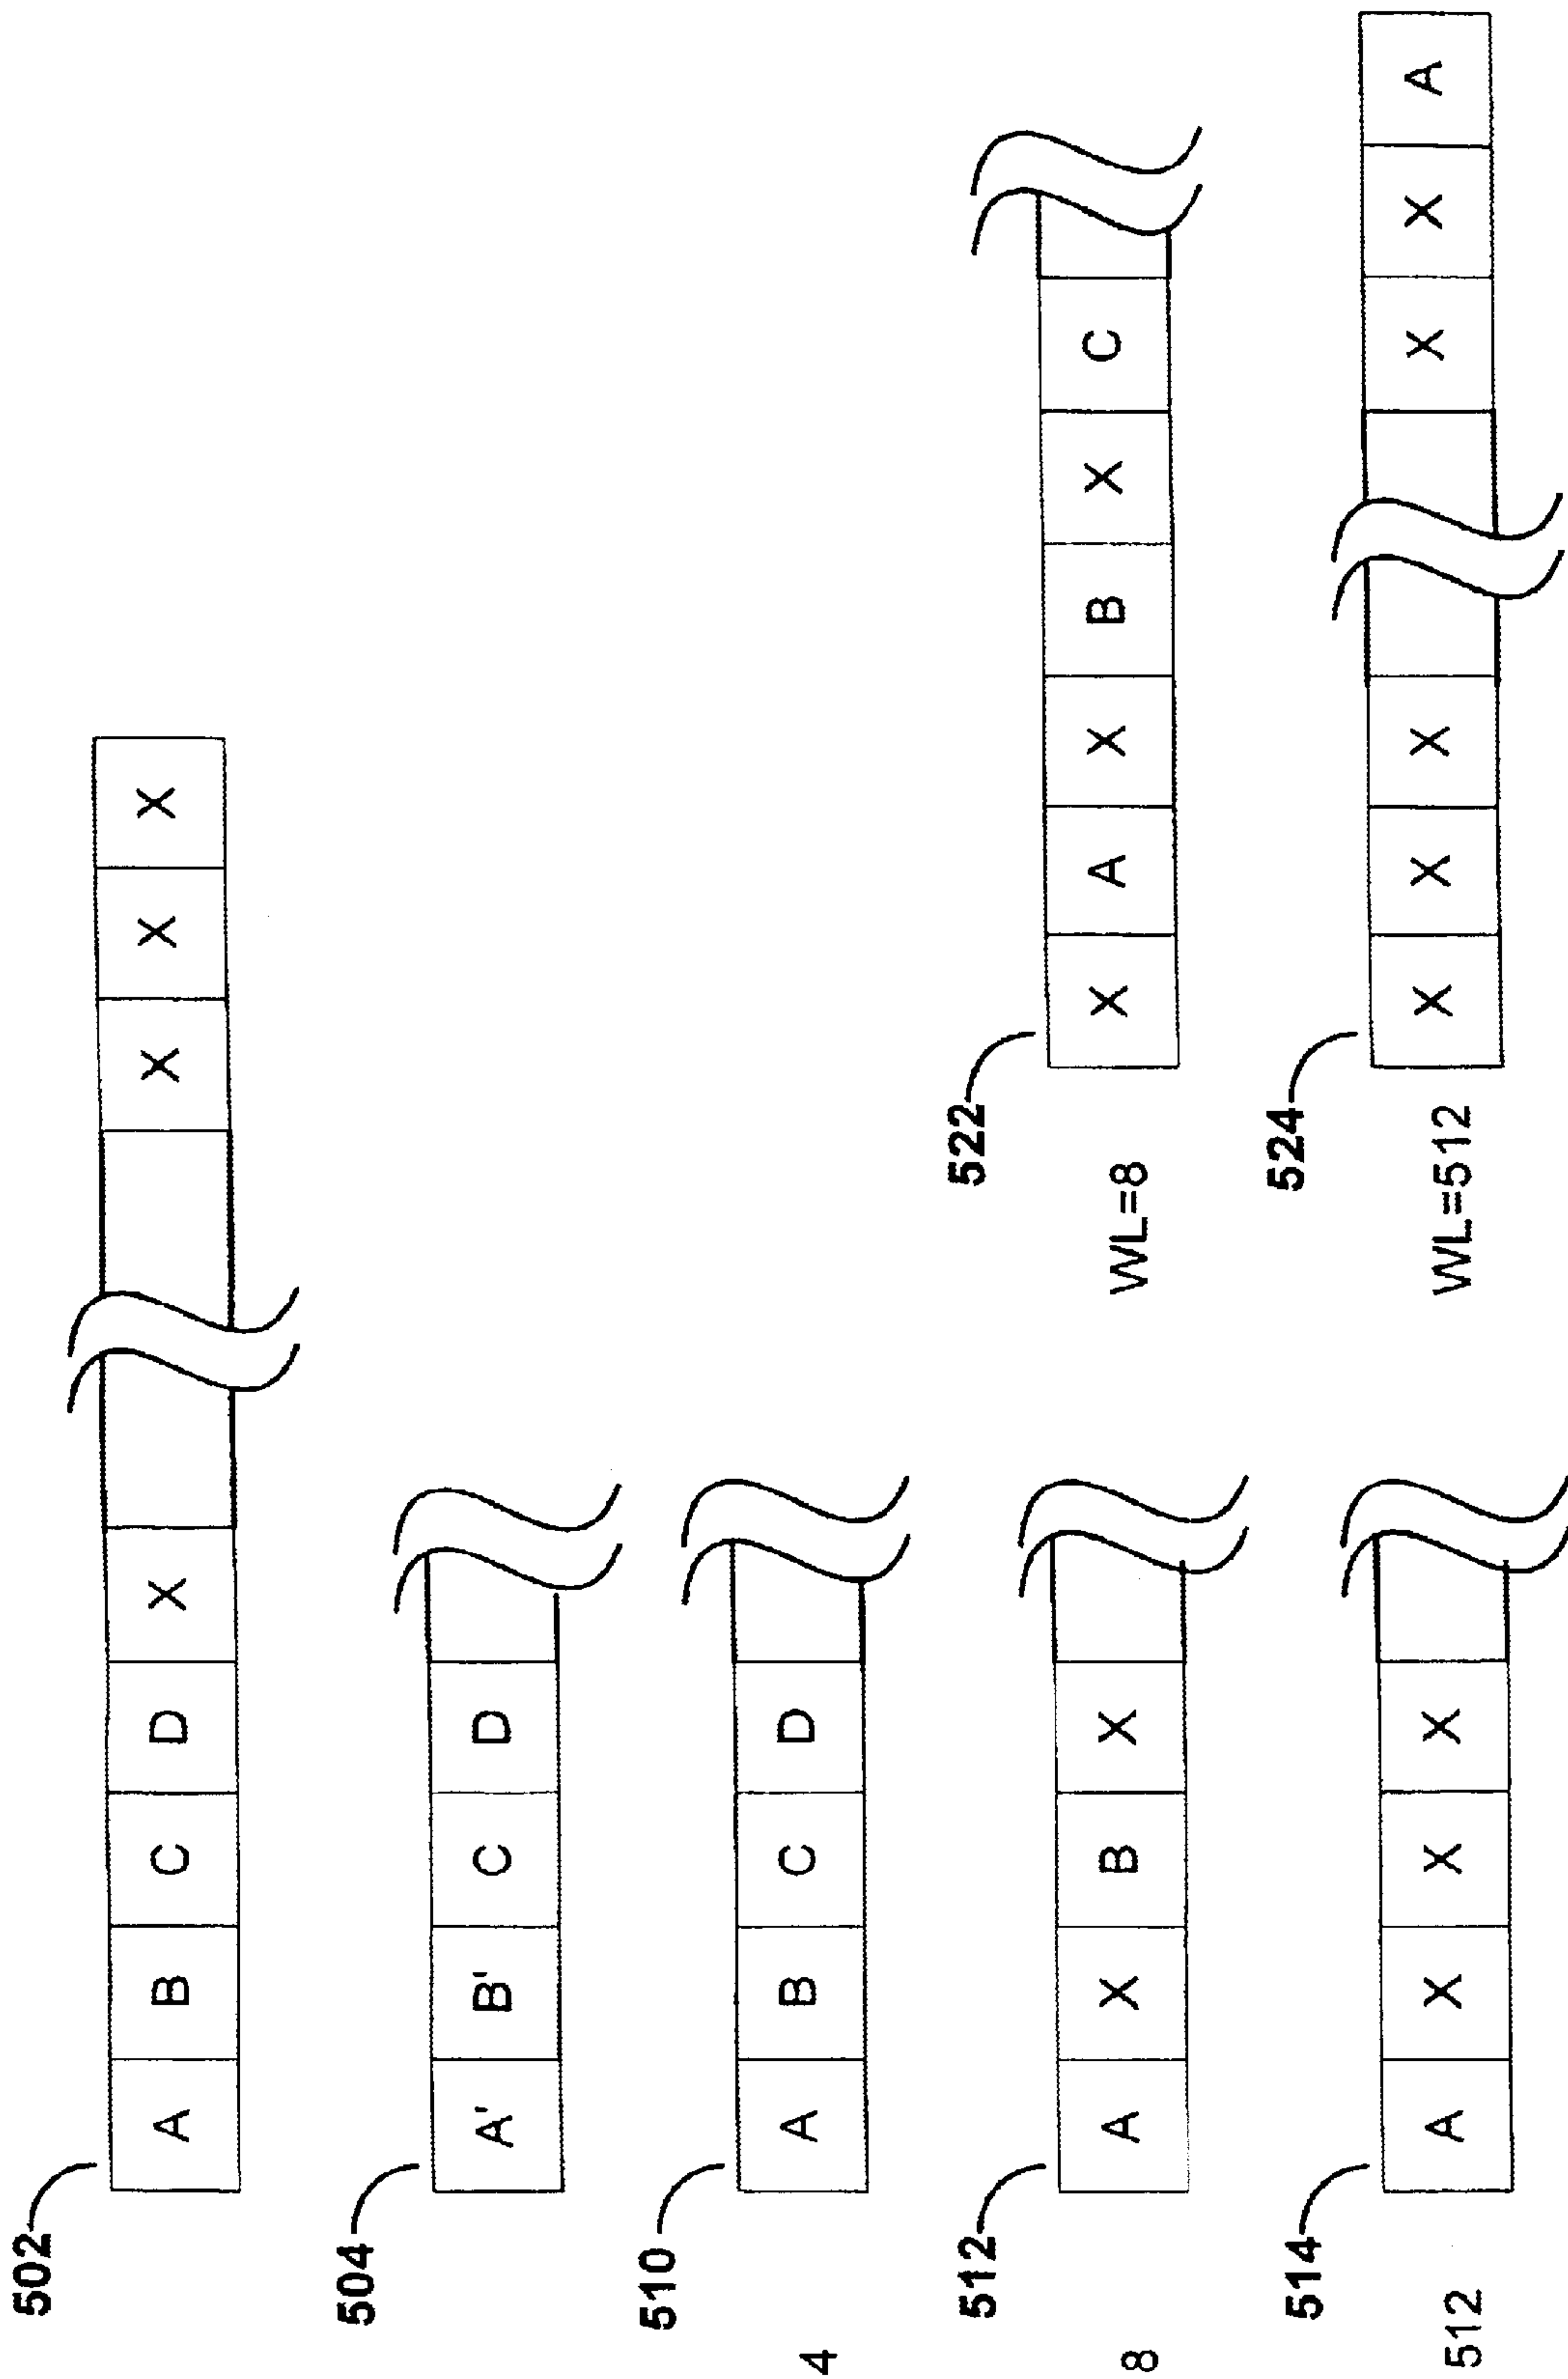 502
A B C D X X X X
504
A' B' C D
510
4 A B C D
512
8 A X B X
522
WL=8 X A X B X C
514
512 A X X X
524
WL=512 X X X X X A